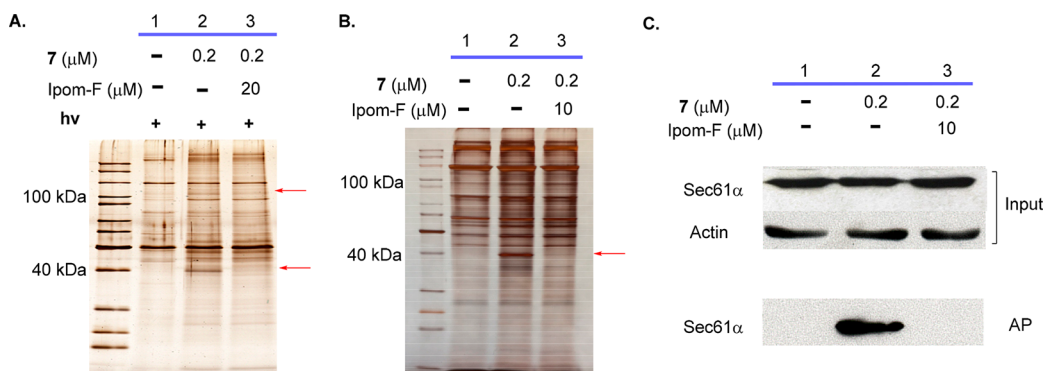 A.
1 2 3
7 (μM) – 0.2 0.2
Ipom-F (μM) – – 20
hv + + +
100 kDa
40 kDa
B.
1 2 3
7 (μM) – 0.2 0.2
Ipom-F (μM) – – 10
100 kDa
40 kDa
C.
1 2 3
7 (μM) – 0.2 0.2
Ipom-F (μM) – – 10
Sec61α
Actin
Input
Sec61α
AP